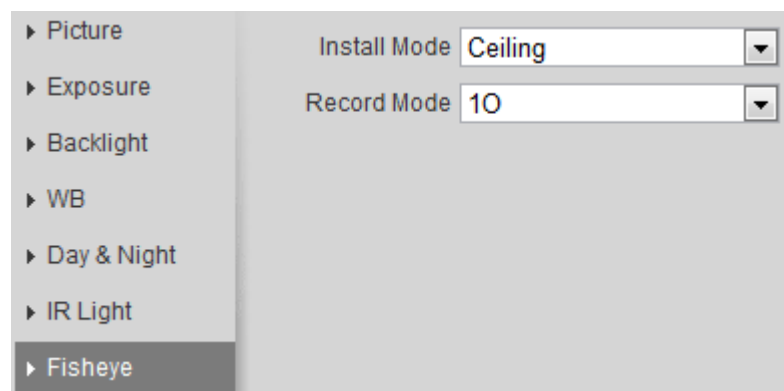 Picture
Exposure
Backlight
WB
Day & Night
IR Light
Fisheye
Install Mode Ceiling
Record Mode 1O